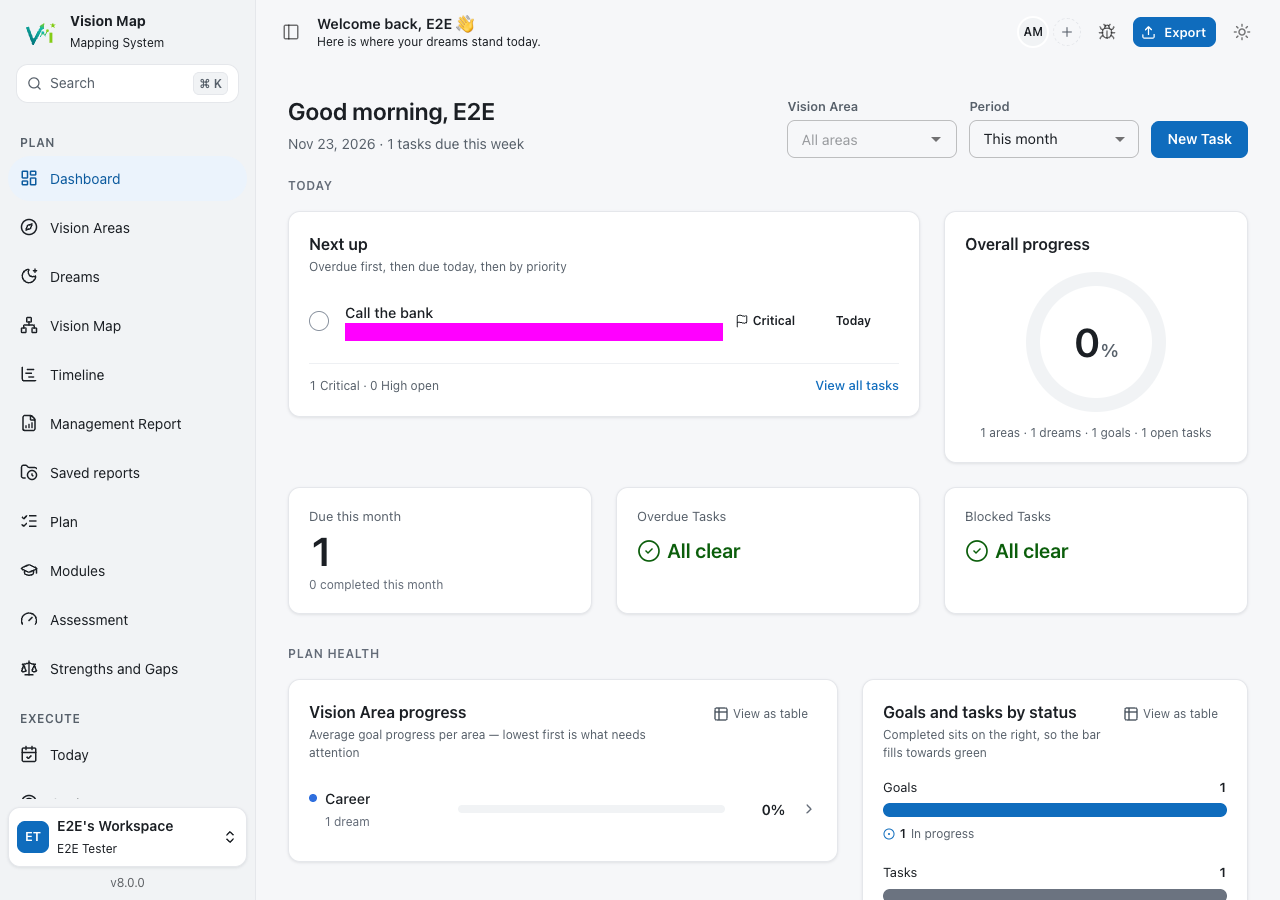 Vision Map
Mapping System
Search
⌘ K
PLAN
Dashboard
Vision Areas
Dreams
Vision Map
Timeline
Management Report
Saved reports
Plan
Modules
Assessment
Strengths and Gaps
EXECUTE
Today
ET
E2E's Workspace
E2E Tester
v8.0.0
Welcome back, E2E 👋
Here is where your dreams stand today.
AM
Export
Good morning, E2E
Nov 23, 2026 · 1 tasks due this week
Vision Area
All areas
Period
This month
New Task
TODAY
Next up
Overdue first, then due today, then by priority
Call the bank
Critical
Today
1 Critical · 0 High open
View all tasks
Overall progress
0%
1 areas · 1 dreams · 1 goals · 1 open tasks
Due this month
1
0 completed this month
Overdue Tasks
All clear
Blocked Tasks
All clear
PLAN HEALTH
Vision Area progress
View as table
Average goal progress per area — lowest first is what needs
attention
Career
1 dream
0%
Goals and tasks by status
View as table
Completed sits on the right, so the bar
fills towards green
Goals 1
1 In progress
Tasks 1